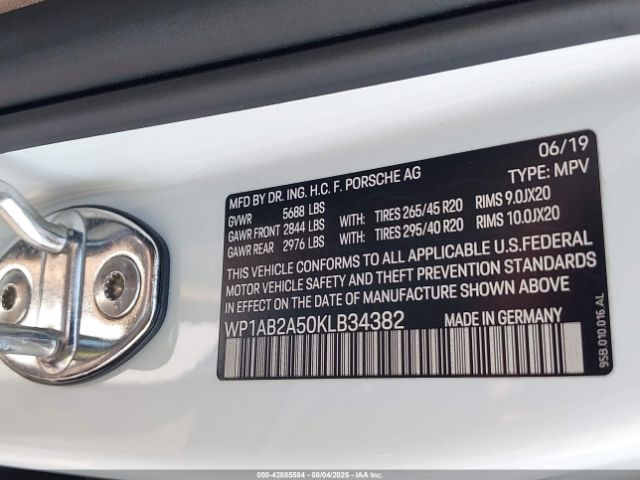 06/19
MFD BY DR. ING. H.C. F. PORSCHE AG TYPE: MPV
GVWR 5688 LBS
GAWR FRONT 2844 LBS WITH: TIRES 265/45 R20 RIMS 9.0JX20
GAWR REAR 2976 LBS WITH: TIRES 295/40 R20 RIMS 10.0JX20
THIS VEHICLE CONFORMS TO ALL APPLICABLE U.S.FEDERAL
MOTOR VEHICLE SAFETY AND THEFT PREVENTION STANDARDS
IN EFFECT ON THE DATE OF MANUFACTURE SHOWN ABOVE
WP1AB2A50KLB34382 MADE IN GERMANY
95B.010.016.AL
000-42885584 | 08/04/2025 | IAA Inc.